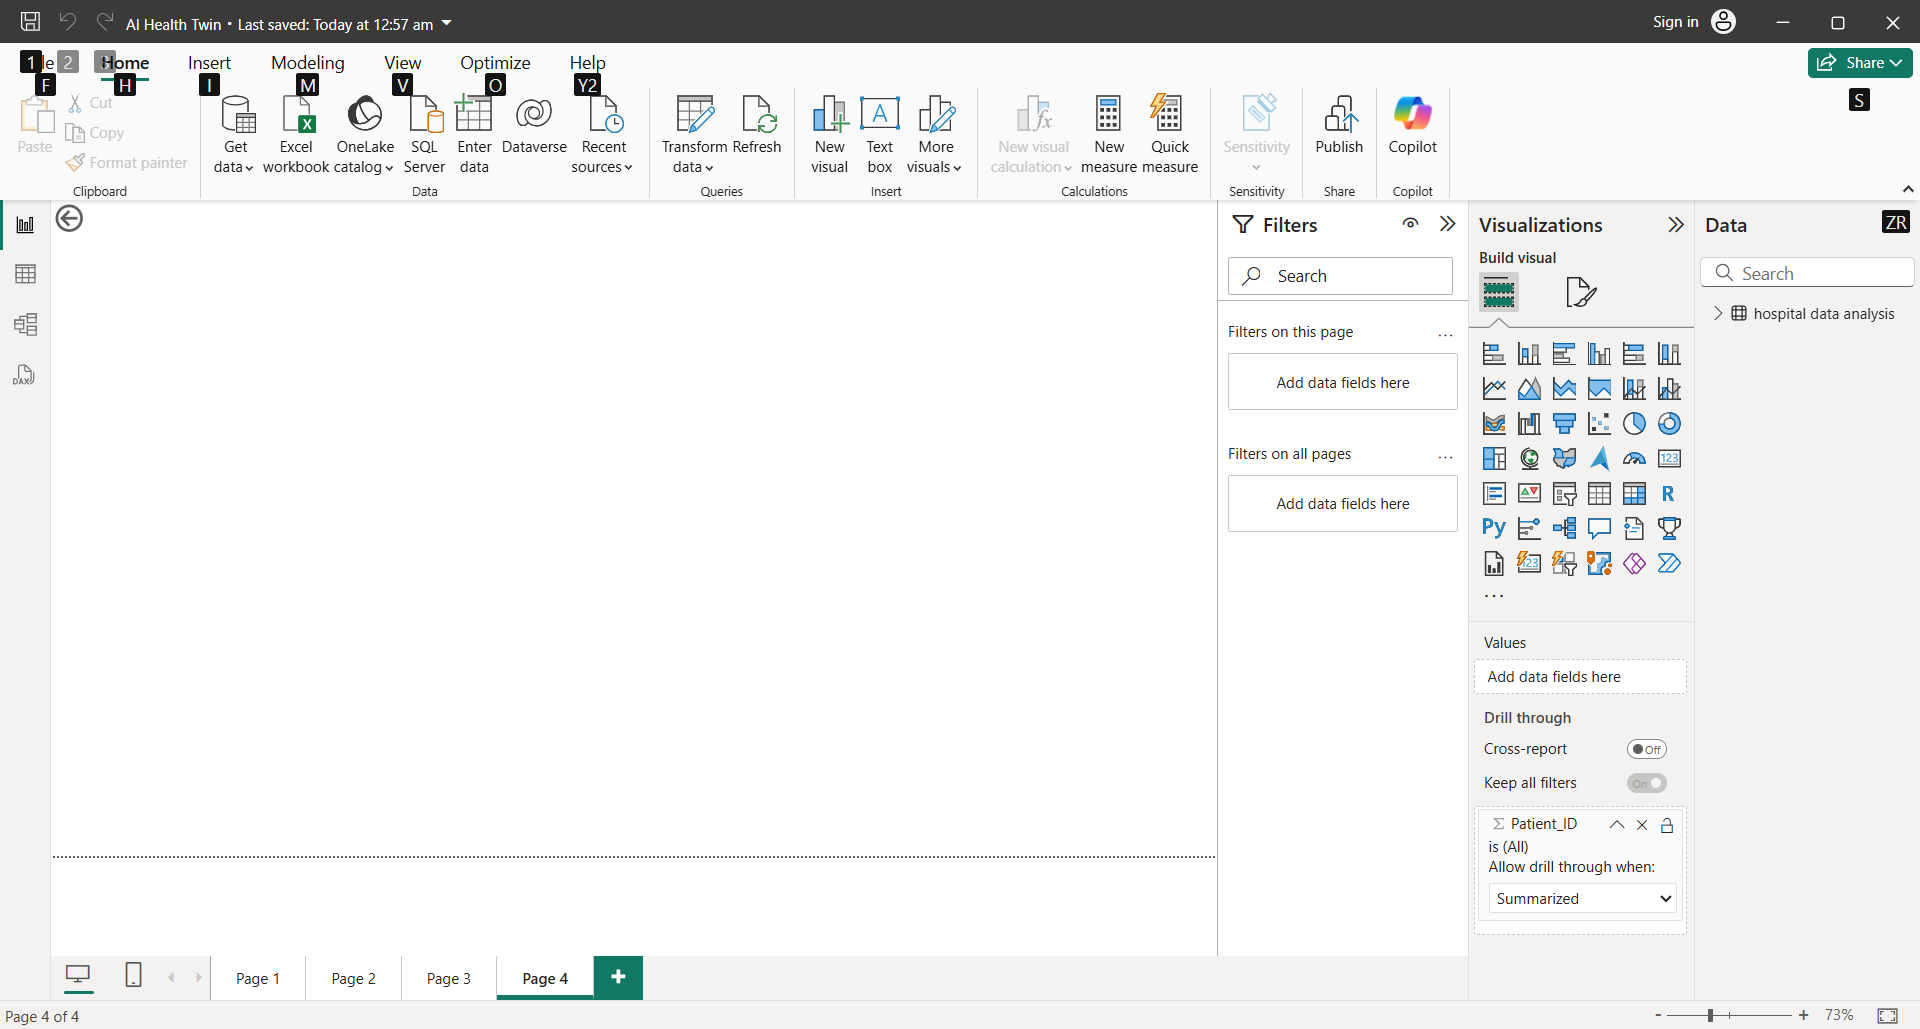 AI Health Twin • Last saved: Today at 12:57 am
Sign in
1 le 2 3 Home Insert Modeling View Optimize Help
Share
F H I M V O Y2
S
Paste
Cut
Copy
Format painter
Clipboard
Get data
Excel workbook
OneLake catalog
SQL Server
Enter data
Dataverse
Recent sources
Data
Transform data
Refresh
Queries
New visual
Text box
More visuals
Insert
New visual calculation
New measure
Quick measure
Calculations
Sensitivity
Sensitivity
Publish
Share
Copilot
Copilot
Filters
Search
Filters on this page
...
Add data fields here
Filters on all pages
...
Add data fields here
Visualizations
Build visual
123
R
Py
123
...
Values
Add data fields here
Drill through
Cross-report
Off
Keep all filters
On
Σ Patient_ID
is (All)
Allow drill through when:
Summarized
Data
ZR
Search
hospital data analysis
DAX
Page 1
Page 2
Page 3
Page 4
+
Page 4 of 4
- + 73%